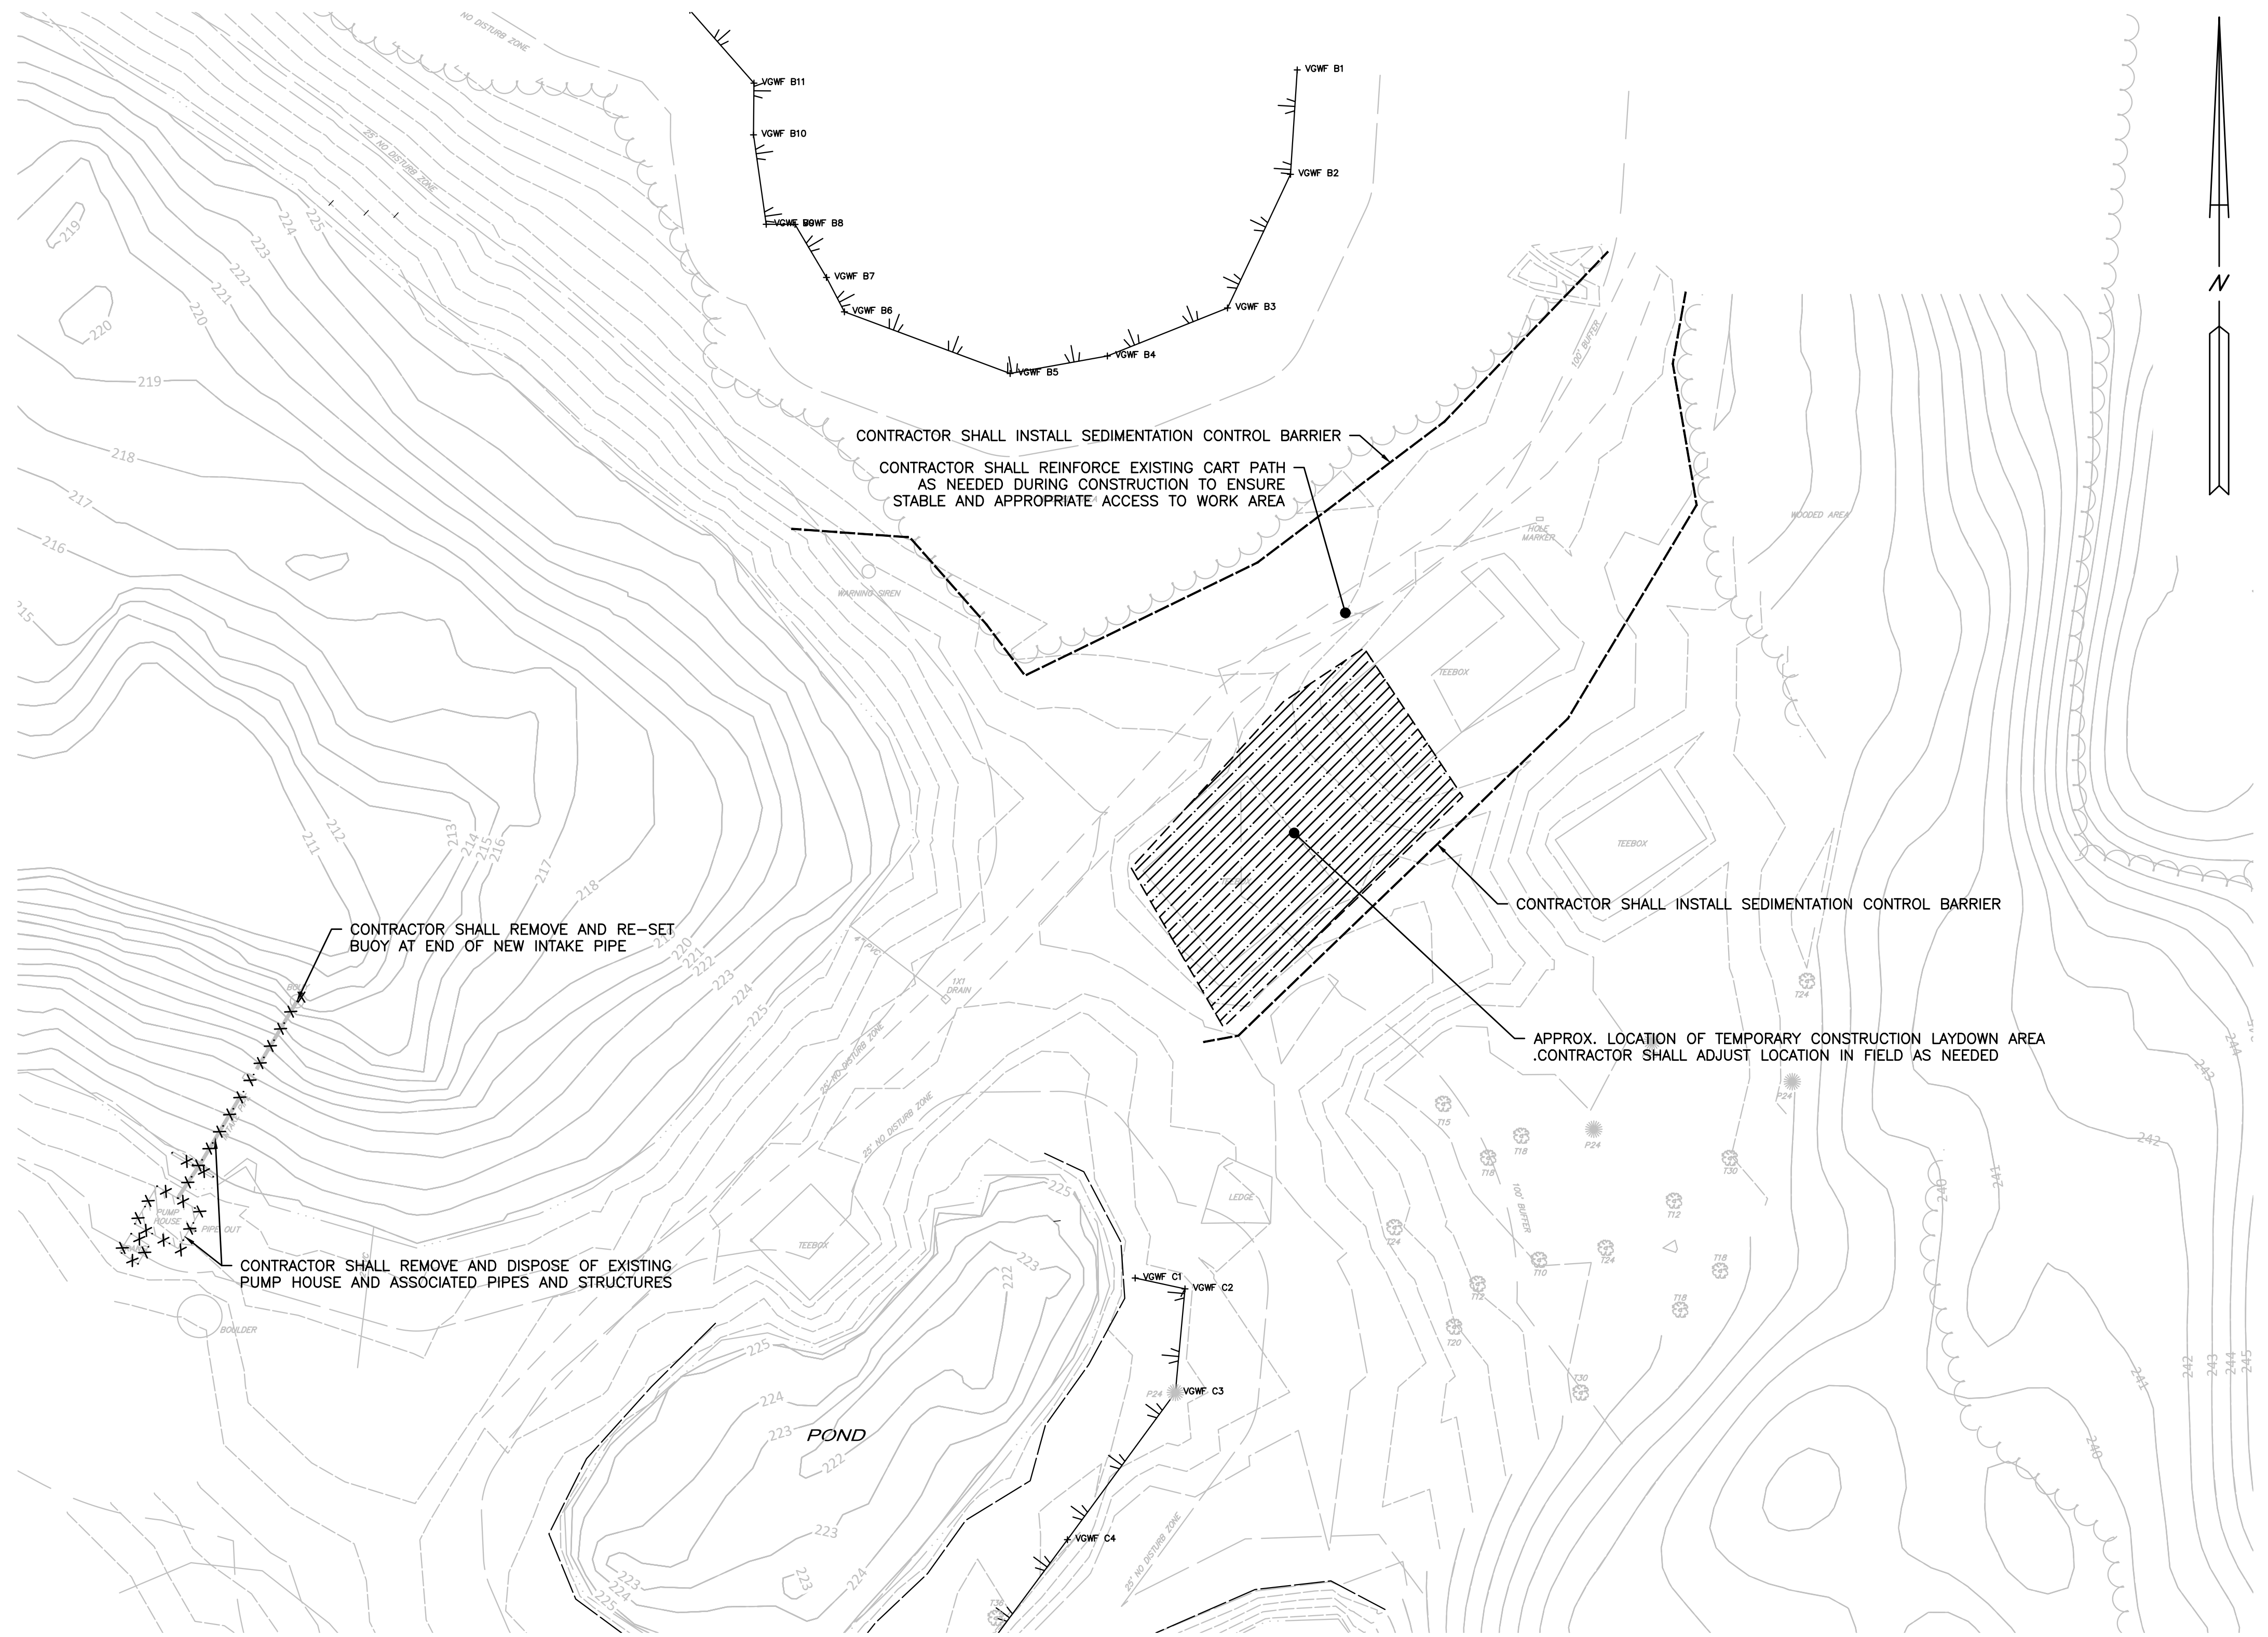 NO DISTURB ZONE
VGWF B11
VGWF B1
25' NO DISTURB ZONE
VGWF B10
VGWF B2
VGWF B9
VGWF B8
224
225
219
223
222
VGWF B7
221
220
220
VGWF B6
VGWF B3
N
100' BUFFER
VGWF B4
VGWF B5
219
CONTRACTOR SHALL INSTALL SEDIMENTATION CONTROL BARRIER
218
CONTRACTOR SHALL REINFORCE EXISTING CART PATH
AS NEEDED DURING CONSTRUCTION TO ENSURE
STABLE AND APPROPRIATE ACCESS TO WORK AREA
217
WOODED AREA
HOLE
MARKER
216
WARNING SIREN
215
TEEBOX
211
212
213
214
215
216
217
218
TEEBOX
TEEBOX
CONTRACTOR SHALL INSTALL SEDIMENTATION CONTROL BARRIER
CONTRACTOR SHALL REMOVE AND RE-SET
BUOY AT END OF NEW INTAKE PIPE
4" PVC
219
220
221
222
223
224
225
1X1
DRAIN
T24
25' NO DISTURB ZONE
APPROX. LOCATION OF TEMPORARY CONSTRUCTION LAYDOWN AREA
.CONTRACTOR SHALL ADJUST LOCATION IN FIELD AS NEEDED
244
243
P24
25' NO DISTURB ZONE
T15
T18
P24
242
T18
T30
225
LEDGE
240
241
100' BUFFER
T12
PUMP
HOUSE
PIPE OUT
TEEBOX
T24
T24
223
222
T10
T18
CONTRACTOR SHALL REMOVE AND DISPOSE OF EXISTING
PUMP HOUSE AND ASSOCIATED PIPES AND STRUCTURES
VGWF C1
VGWF C2
T12
T18
BOULDER
T20
225
242
243
244
245
241
T30
P24
VGWF C3
224
223
POND
222
240
223
VGWF C4
25' NO DISTURB ZONE
223
224
225
223
224
T36